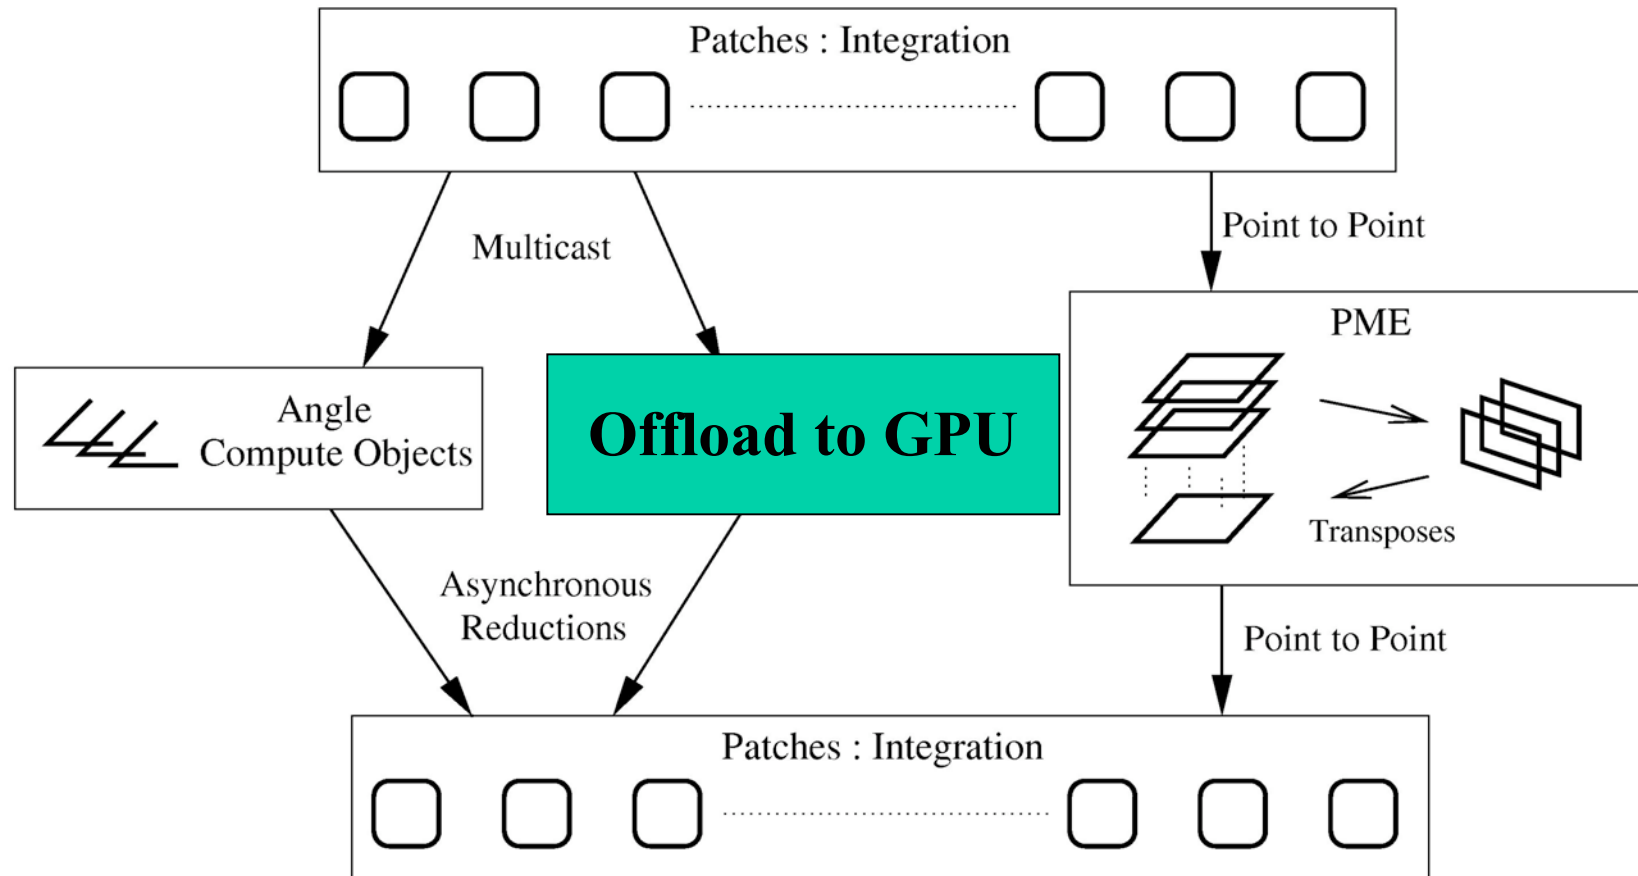 Patches : Integration
Multicast
Point to Point
PME
Angle
Compute Objects
Offload to GPU
Transposes
Asynchronous
Reductions
Point to Point
Patches : Integration